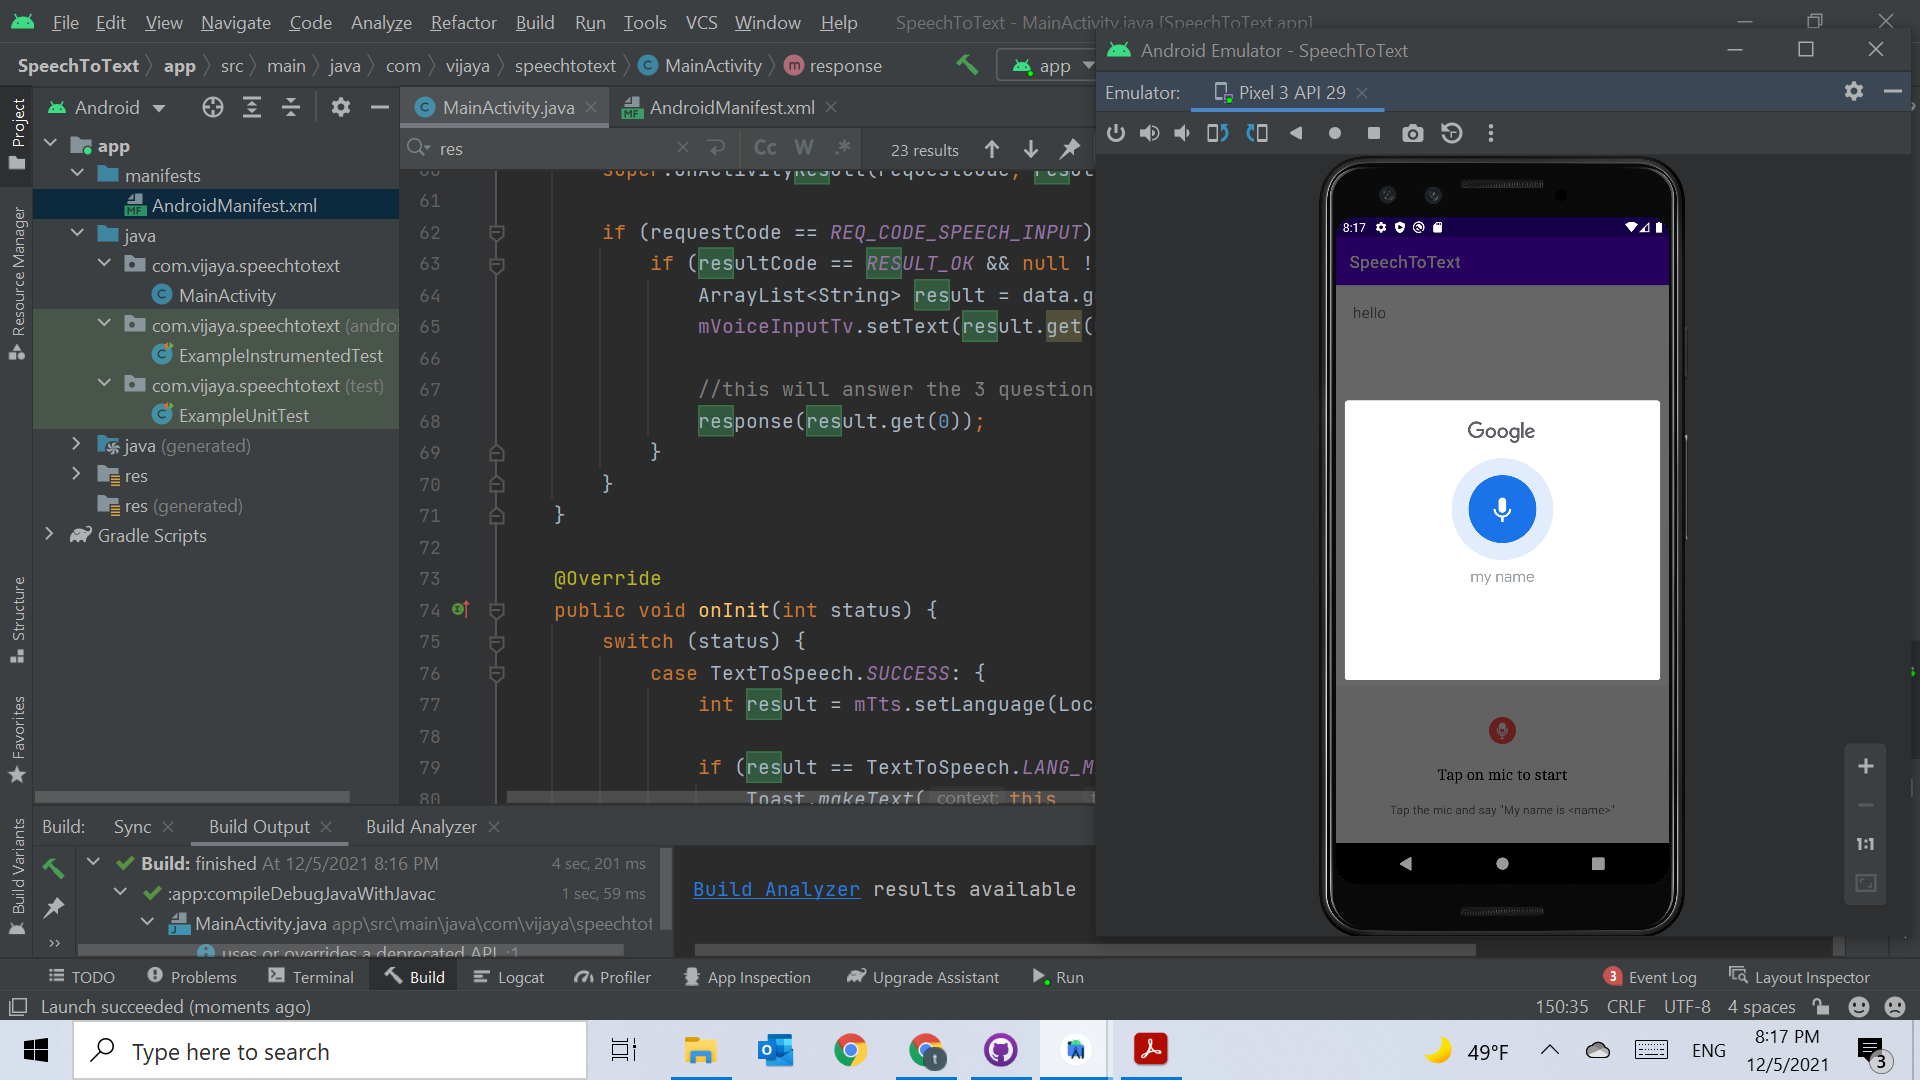 File Edit View Navigate Code Analyze Refactor Build Run Tools VCS Window Help SpeechToText - MainActivity.java [SpeechToText.app]
SpeechToText app src main java com vijaya speechtotext MainActivity response app
Android
MainActivity.java AndroidManifest.xml
res Cc W .* 23 results
Project
Resource Manager
Structure
Favorites
Build Variants
app
manifests
AndroidManifest.xml
java
com.vijaya.speechtotext
MainActivity
com.vijaya.speechtotext (androi
ExampleInstrumentedTest
com.vijaya.speechtotext (test)
ExampleUnitTest
java (generated)
res
res (generated)
Gradle Scripts
60 super.onActivityResult(requestCode, result
61
62 if (requestCode == REQ_CODE_SPEECH_INPUT)
63 if (resultCode == RESULT_OK && null !
64 ArrayList<String> result = data.g
65 mVoiceInputTv.setText(result.get(
66
67 //this will answer the 3 question
68 response(result.get(0));
69 }
70 }
71 }
72
73 @Override
74 public void onInit(int status) {
75 switch (status) {
76 case TextToSpeech.SUCCESS: {
77 int result = mTts.setLanguage(Loc
78
79 if (result == TextToSpeech.LANG_M
80 Toast.makeText( context: this
Android Emulator - SpeechToText
Emulator: Pixel 3 API 29
8:17
SpeechToText
hello
Google
my name
Tap on mic to start
Tap the mic and say "My name is <name>"
1:1
Build: Sync Build Output Build Analyzer
Build: finished At 12/5/2021 8:16 PM 4 sec, 201 ms
:app:compileDebugJavaWithJavac 1 sec, 59 ms
MainActivity.java app\src\main\java\com\vijaya\speechtot
uses or overrides a deprecated API. :1
Build Analyzer results available
TODO Problems Terminal Build Logcat Profiler App Inspection Upgrade Assistant Run 3 Event Log Layout Inspector
Launch succeeded (moments ago) 150:35 CRLF UTF-8 4 spaces
Type here to search
49°F ENG 8:17 PM
12/5/2021
3